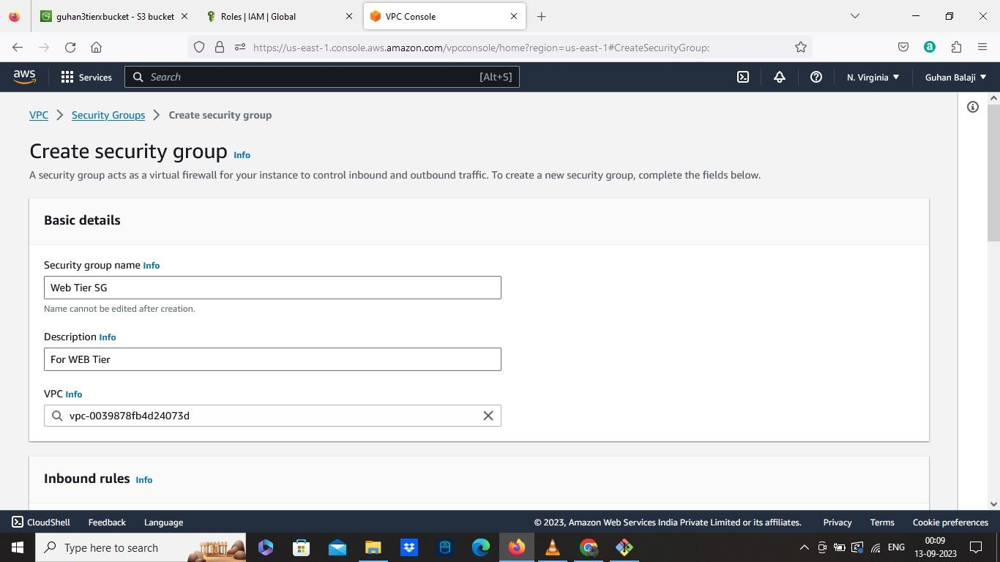 guhan3tierxbucket - S3 bucket
Roles | IAM | Global
VPC Console
https://us-east-1.console.aws.amazon.com/vpcconsole/home?region=us-east-1#CreateSecurityGroup:
aws
Services
Search
[Alt+S]
N. Virginia
Guhan Balaji
VPC > Security Groups > Create security group
Create security group Info
A security group acts as a virtual firewall for your instance to control inbound and outbound traffic. To create a new security group, complete the fields below.
Basic details
Security group name Info
Web Tier SG
Name cannot be edited after creation.
Description Info
For WEB Tier
VPC Info
vpc-0039878fb4d24073d
Inbound rules Info
CloudShell Feedback Language
© 2023, Amazon Web Services India Private Limited or its affiliates. Privacy Terms Cookie preferences
Type here to search
ENG
00:09
13-09-2023